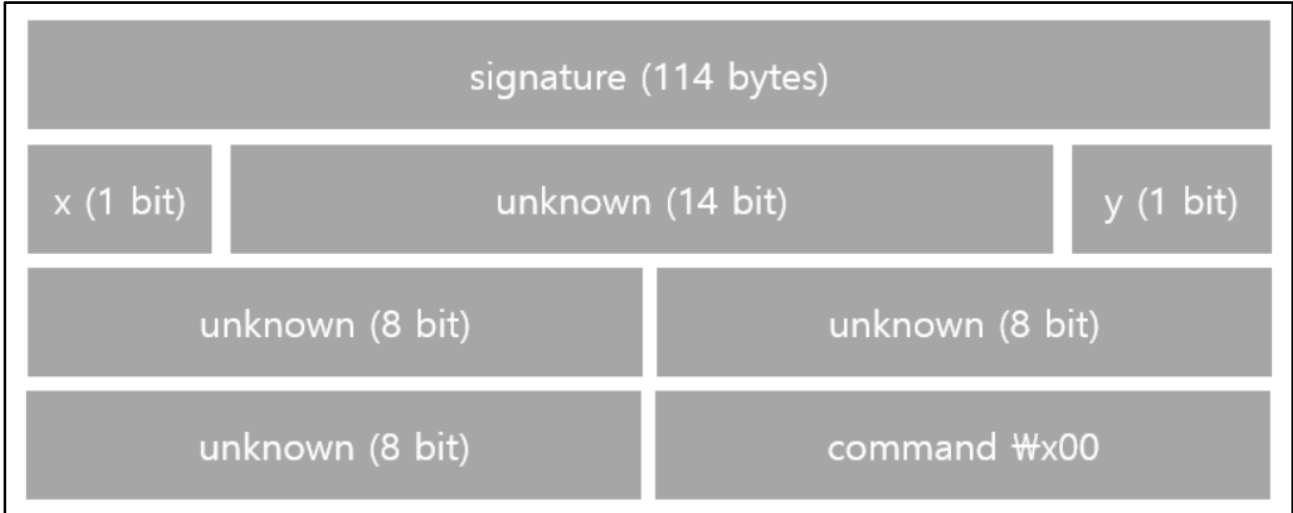 signature (114 bytes)
x (1 bit) unknown (14 bit) y (1 bit)
unknown (8 bit) unknown (8 bit)
unknown (8 bit) command ₩x00